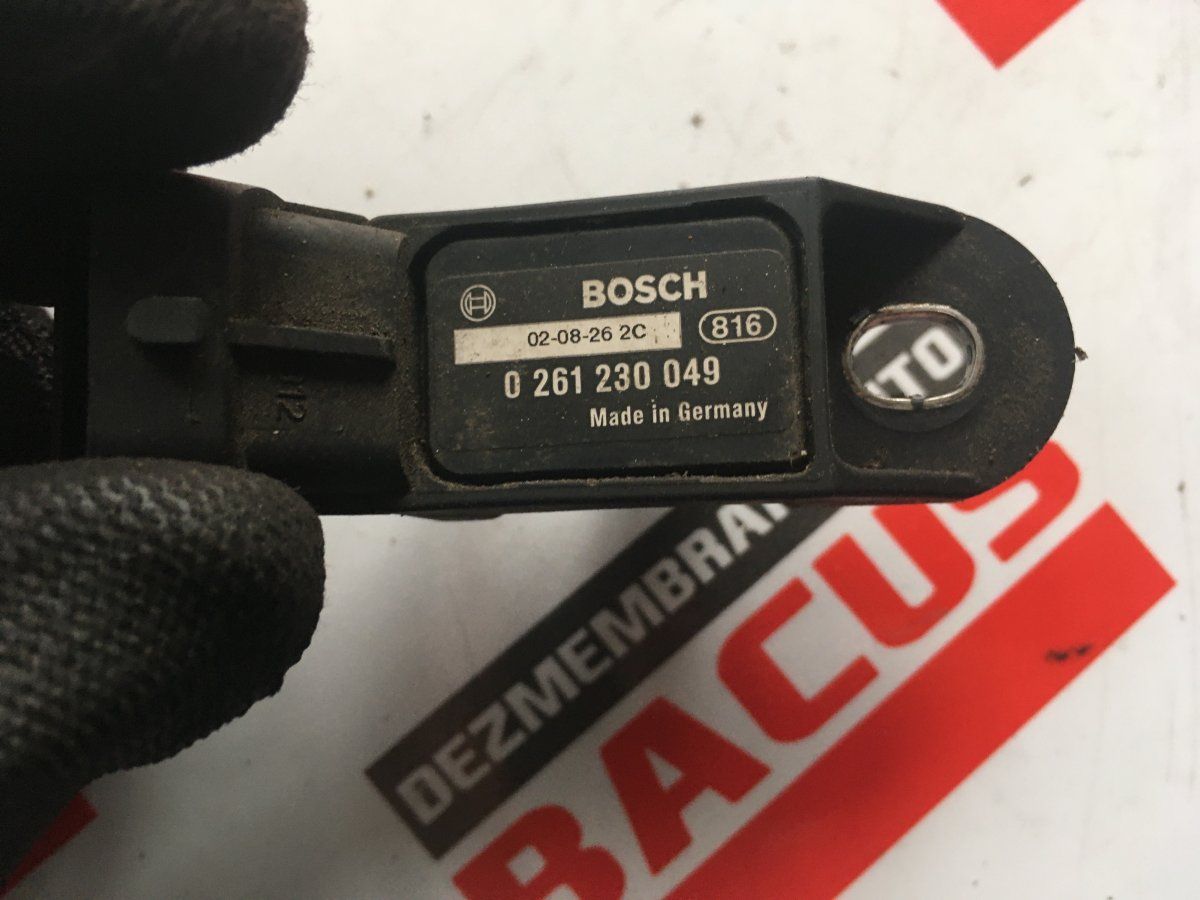 BOSCH
02-08-26 2C
816
0 261 230 049
Made in Germany
DEZMEMBRA
BACUS